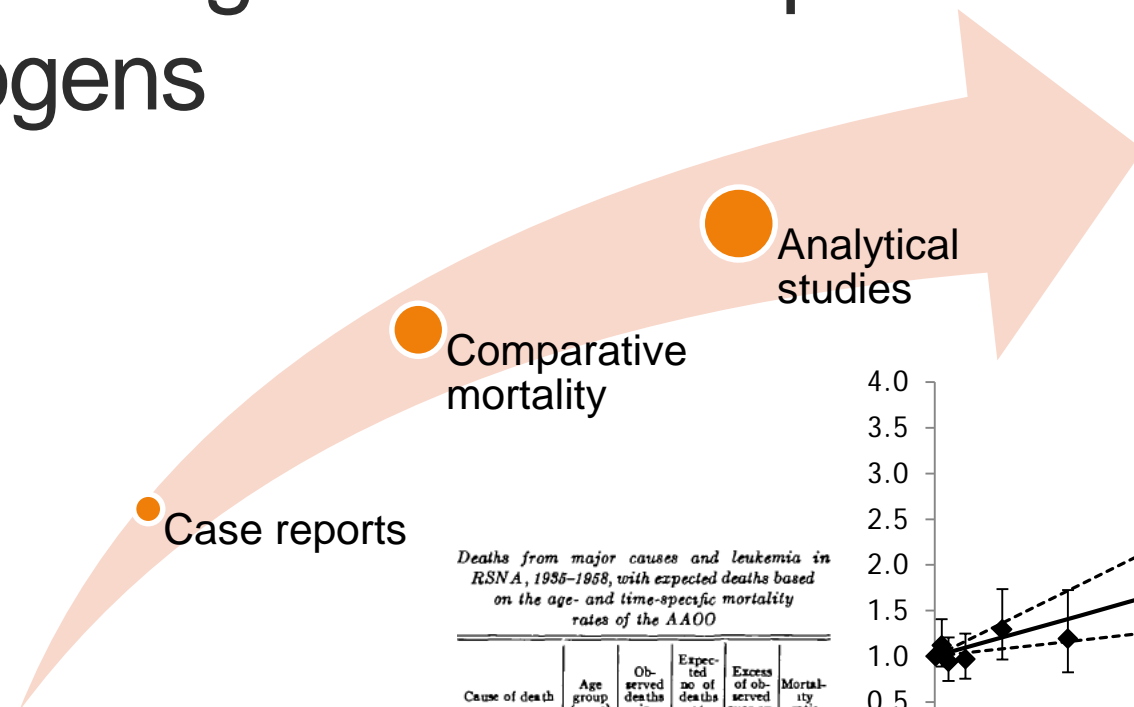 ogens
Analytical
studies
Comparative
mortality
Case reports
Deaths from major causes and leukemia in
RSNA, 1935-1958, with expected deaths based
on the age- and time-specific mortality
rates of the AAOO
Cause of death
Age
group
Ob-
served
deaths
Expec-
ted
no of
deaths
Excess
of ob-
served
Mortal-
ity
4.0
3.5
3.0
2.5
2.0
1.5
1.0
0.5